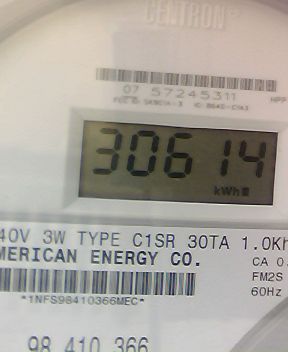 CENTRON®
07 57245311
30614
kWh
40V 3W TYPE C1SR 30TA 1.0Kh
MERICAN ENERGY CO.
CA 0.
FM2S
60Hz
*1NFS98410366MEC*
98 410 366